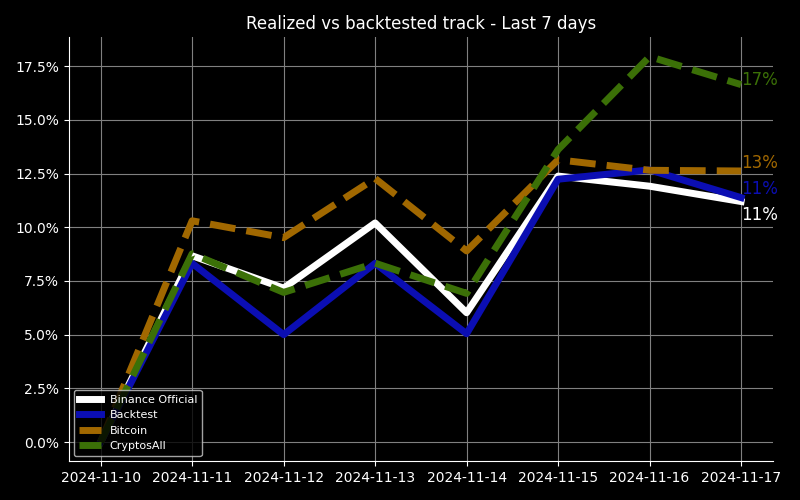 Realized vs backtested track - Last 7 days
17.5%
15.0%
12.5%
10.0%
7.5%
5.0%
2.5%
0.0%
17%
13%
11%
11%
Binance Official
Backtest
Bitcoin
CryptosAll
2024-11-10 2024-11-11 2024-11-12 2024-11-13 2024-11-14 2024-11-15 2024-11-16 2024-11-17